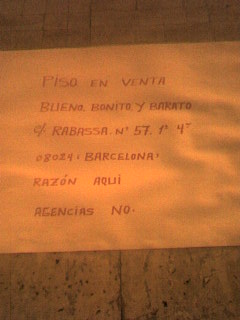 PISO EN VENTA
BUENO, BONITO, Y BARATO
C/ RABASSA, Nº 57, 1º 4ª
08024, BARCELONA,
RAZÓN AQUÍ
AGENCIAS NO.